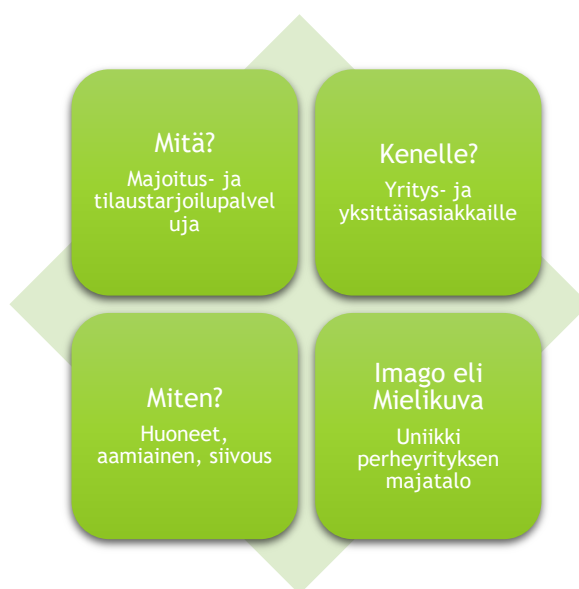 Mitä?
Majoitus- ja
tilaustarjoilupalvel
uja
Kenelle?
Yritys- ja
yksittäisasiakkaille
Miten?
Huoneet,
aamiainen, siivous
Imago eli
Mielikuva
Uniikki
perheyrityksen
majatalo